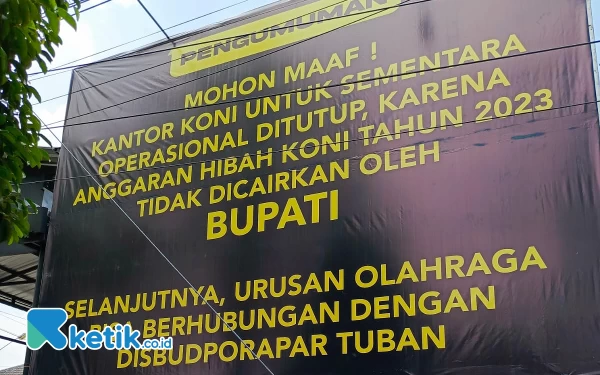 PENGUMUMAN
MOHON MAAF !
KANTOR KONI UNTUK SEMENTARA
OPERASIONAL DITUTUP, KARENA
ANGGARAN HIBAH KONI TAHUN 2023
TIDAK DICAIRKAN OLEH
BUPATI
SELANJUTNYA, URUSAN OLAHRAGA
BERHUBUNGAN DENGAN
DISBUDPORAPAR TUBAN
ketik.co.id